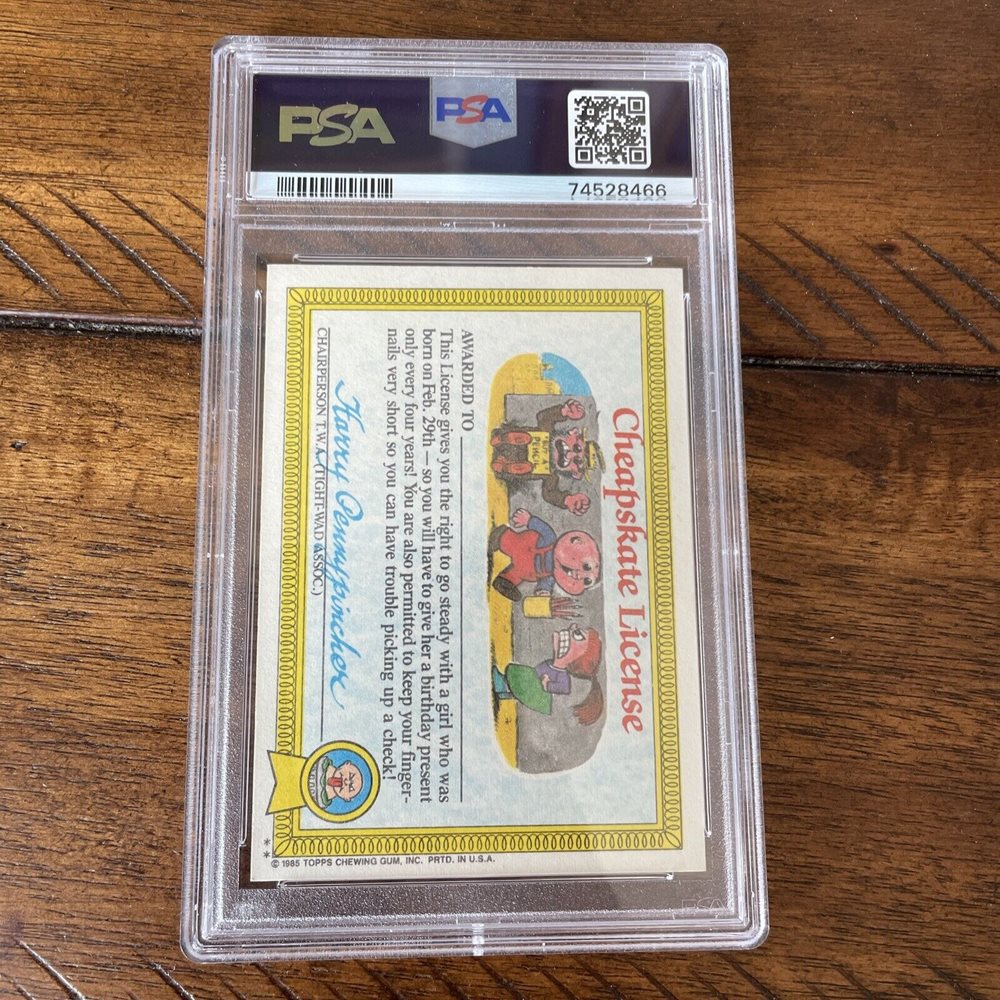 PSA
PSA
74528466
Cheapskate License
AWARDED TO
This License gives you the right to go steady with a girl who was
born on Feb. 29th — so you will have to give her a birthday present
only every four years! You are also permitted to keep your finger-
nails very short so you can have trouble picking up a check!
Harry Pennypincher
CHAIRPERSON T.W.A. (TIGHT-WAD ASSOC.)
** © 1985 TOPPS CHEWING GUM, INC. PRTD. IN U.S.A.
PSA